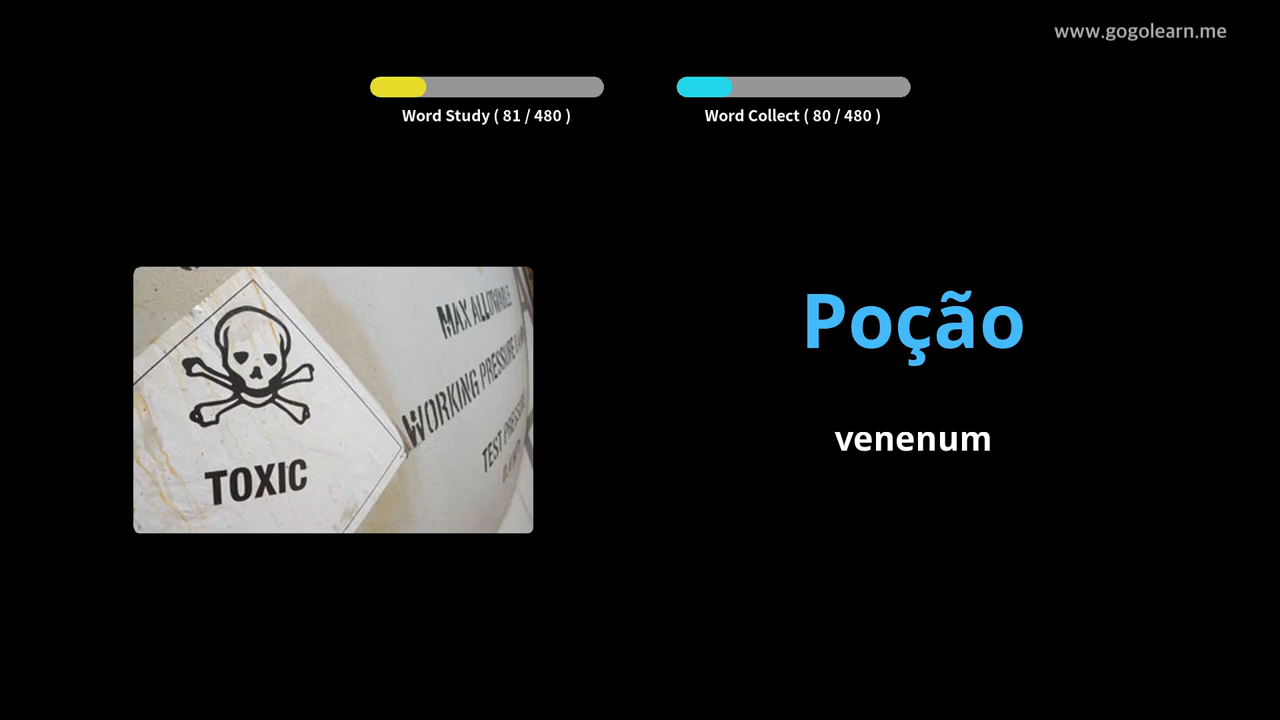 www.gogolearn.me
Word Study ( 81 / 480 )
Word Collect ( 80 / 480 )
MAX ALLOWABLE
WORKING PRESSURE
TEST PRESSURE
TOXIC
Poção
venenum